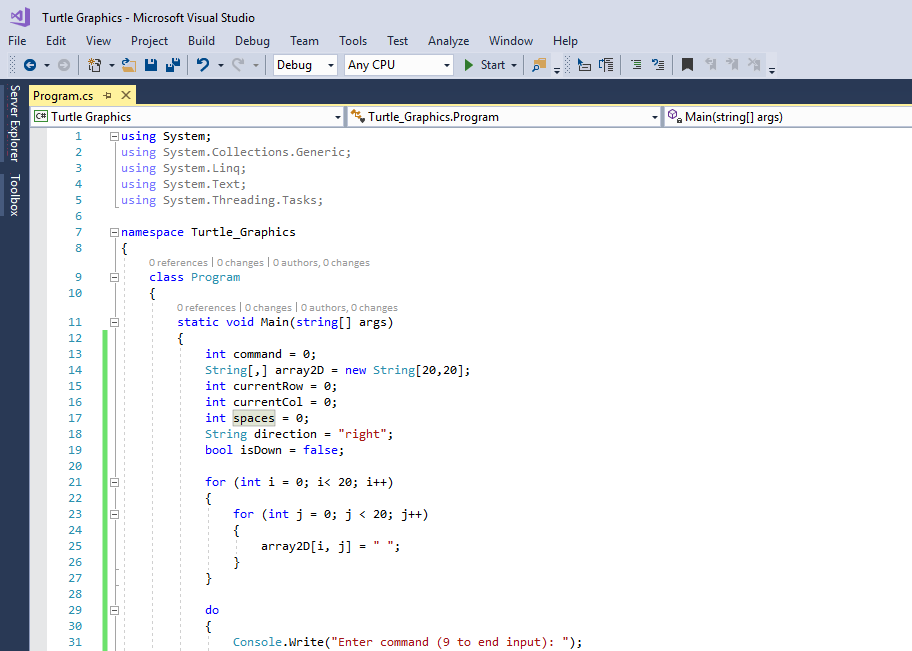 Turtle Graphics - Microsoft Visual Studio
File Edit View Project Build Debug Team Tools Test Analyze Window Help
Debug Any CPU Start
Server Explorer
Toolbox
Program.cs
C# Turtle Graphics Turtle_Graphics.Program Main(string[] args)
1 using System;
2 using System.Collections.Generic;
3 using System.Linq;
4 using System.Text;
5 using System.Threading.Tasks;
6
7 namespace Turtle_Graphics
8 {
0 references | 0 changes | 0 authors, 0 changes
9 class Program
10 {
0 references | 0 changes | 0 authors, 0 changes
11 static void Main(string[] args)
12 {
13 int command = 0;
14 String[,] array2D = new String[20,20];
15 int currentRow = 0;
16 int currentCol = 0;
17 int spaces = 0;
18 String direction = "right";
19 bool isDown = false;
20
21 for (int i = 0; i< 20; i++)
22 {
23 for (int j = 0; j < 20; j++)
24 {
25 array2D[i, j] = " ";
26 }
27 }
28
29 do
30 {
31 Console.Write("Enter command (9 to end input): ");